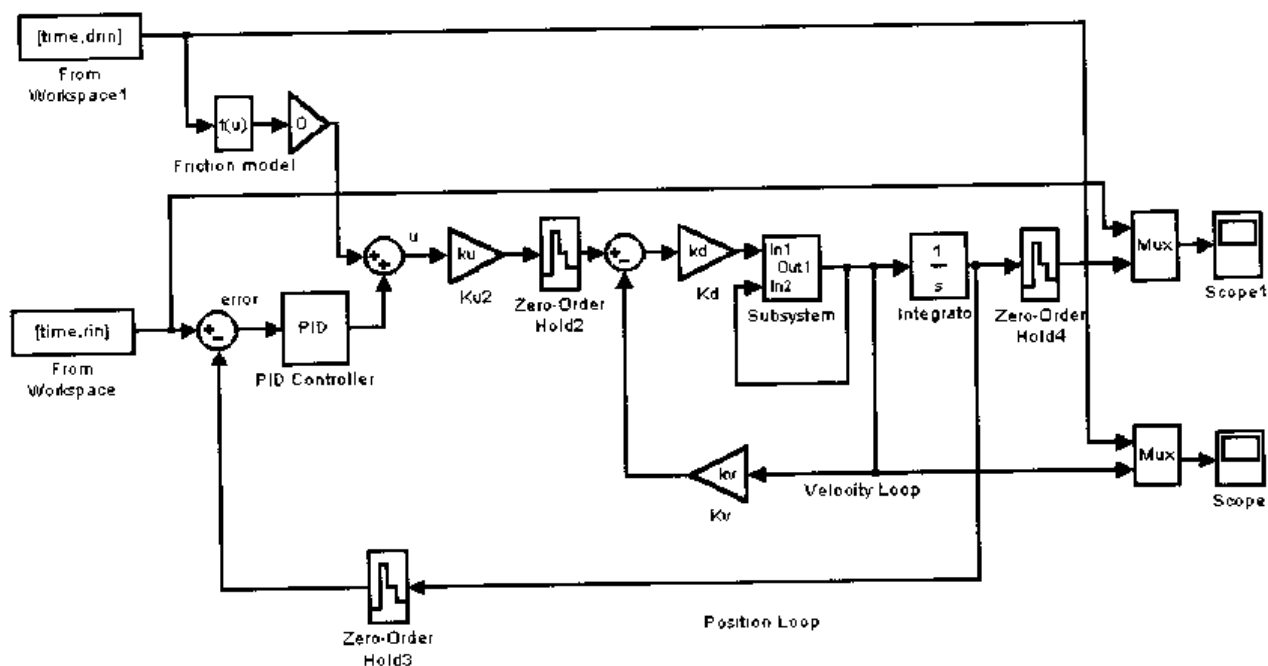 [time,drin]
From
Workspace1
f(u)
0
Friction model
[time,rin]
From
Workspace
error
+
-
PID
PID Controller
+
+
u
ku
Ku2
Zero-Order
Hold2
+
-
kd
Kd
In1
Out1
In2
Subsystem
1
s
Integrato
Zero-Order
Hold4
Mux
Scope1
kv
Kv
Velocity Loop
Mux
Scope
Zero-Order
Hold3
Position Loop